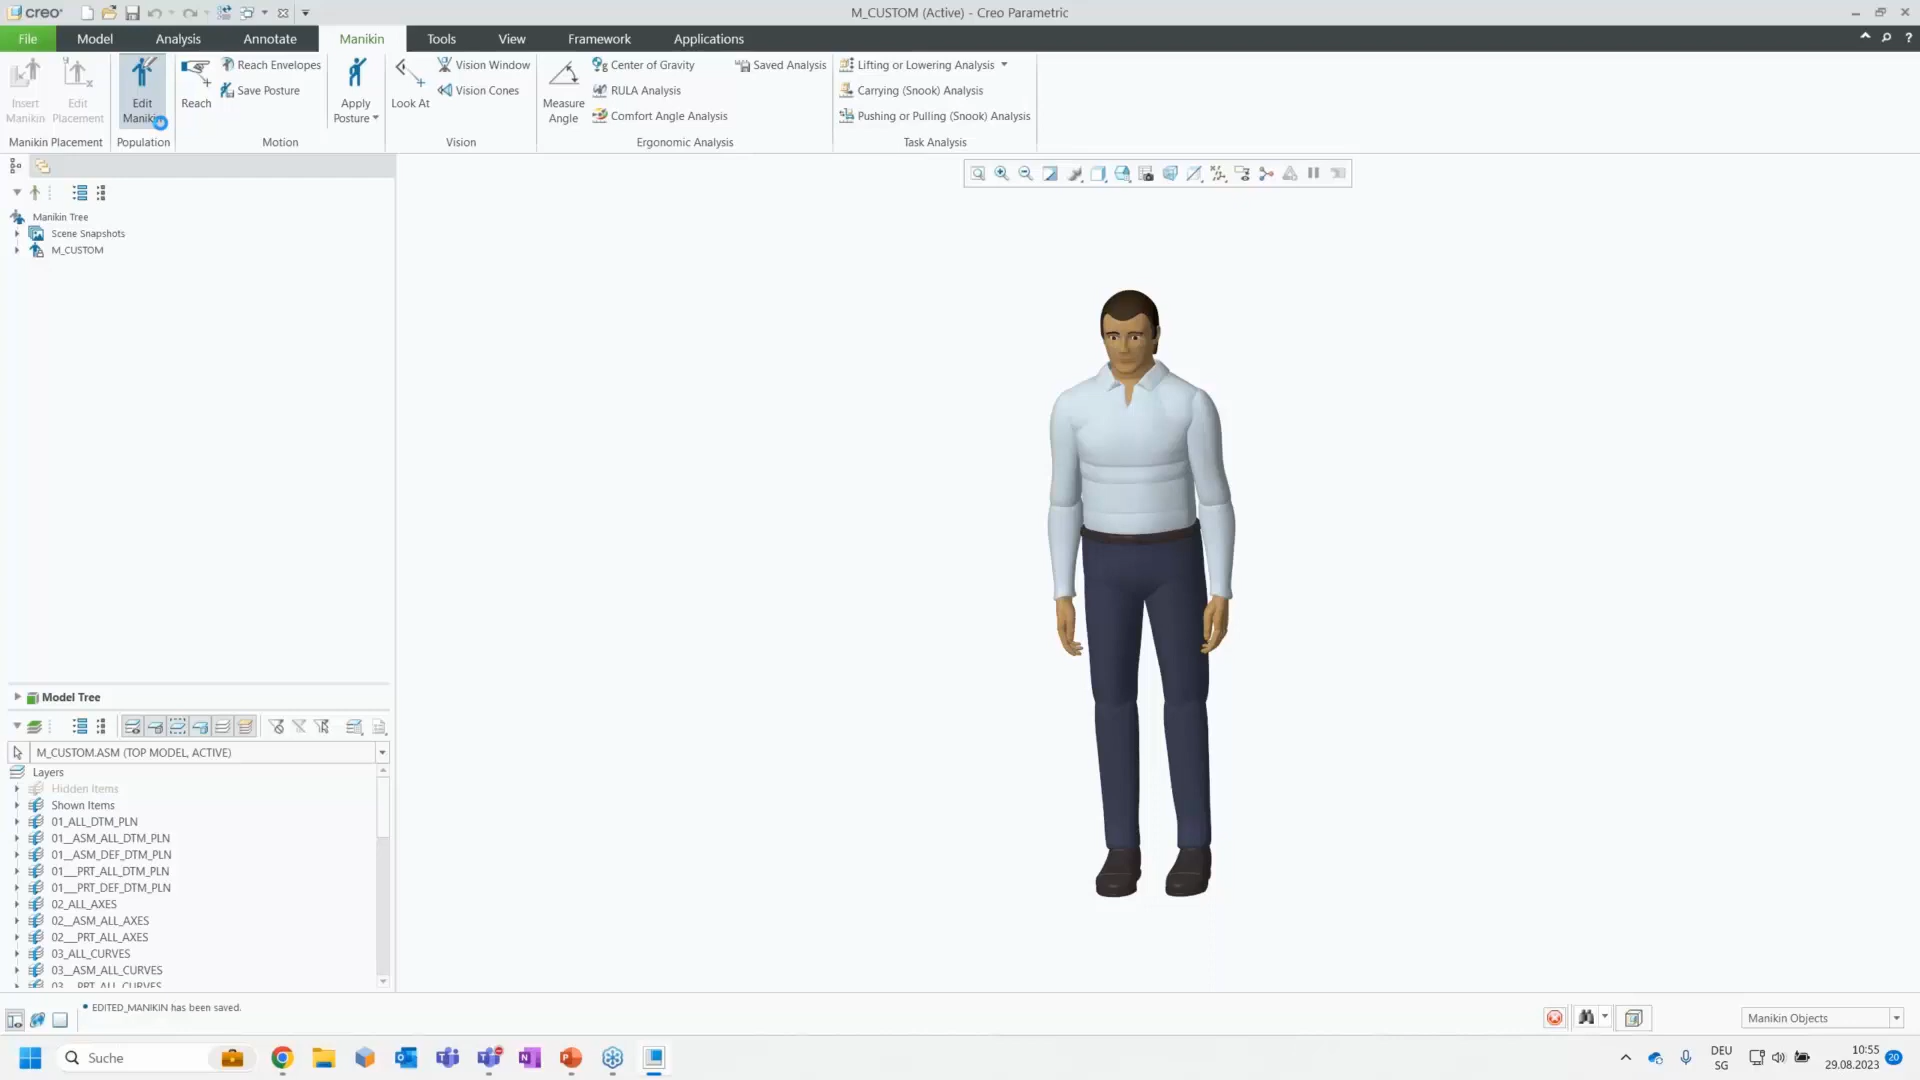 creo
M_CUSTOM (Active) - Creo Parametric
File
Model
Analysis
Annotate
Manikin
Tools
View
Framework
Applications
Insert
Manikin
Edit
Placement
Manikin Placement
Edit
Manikin
Population
Reach
Reach Envelopes
Save Posture
Apply
Posture
Motion
Look At
Vision Window
Vision Cones
Vision
Measure
Angle
Center of Gravity
RULA Analysis
Comfort Angle Analysis
Saved Analysis
Ergonomic Analysis
Lifting or Lowering Analysis
Carrying (Snook) Analysis
Pushing or Pulling (Snook) Analysis
Task Analysis
Manikin Tree
Scene Snapshots
M_CUSTOM
Model Tree
M_CUSTOM.ASM (TOP MODEL, ACTIVE)
Layers
Hidden Items
Shown Items
01_ALL_DTM_PLN
01__ASM_ALL_DTM_PLN
01__ASM_DEF_DTM_PLN
01___PRT_ALL_DTM_PLN
01___PRT_DEF_DTM_PLN
02_ALL_AXES
02__ASM_ALL_AXES
02___PRT_ALL_AXES
03_ALL_CURVES
03__ASM_ALL_CURVES
03___PRT_ALL_CURVES
EDITED_MANIKIN has been saved.
Manikin Objects
Suche
DEU
SG
10:55
29.08.2023
20